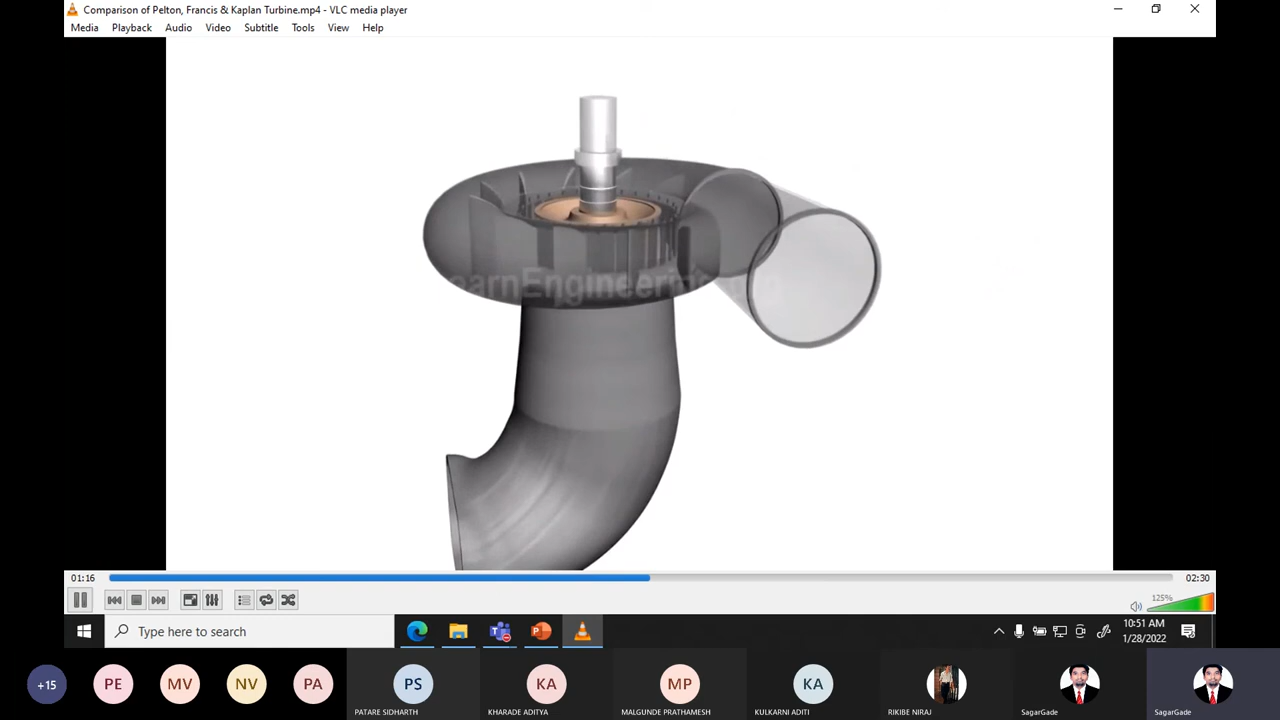 Comparison of Pelton, Francis & Kaplan Turbine.mp4 - VLC media player
Media Playback Audio Video Subtitle Tools View Help
earnEngineering
01:16
02:30
125%
Type here to search
10:51 AM
1/28/2022
+15
PE
MV
NV
PA
PS
PATARE SIDHARTH
KA
KHARADE ADITYA
MP
MALGUNDE PRATHAMESH
KA
KULKARNI ADITI
RIKIBE NIRAJ
SagarGade
SagarGade